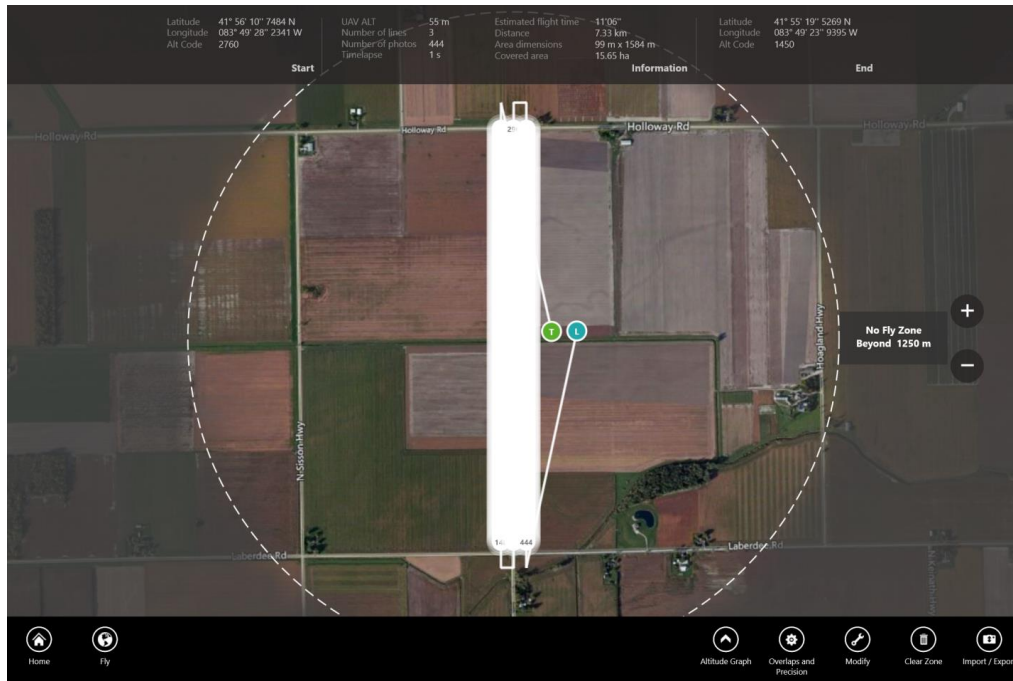 Latitude 41° 56' 10'' 7484 N
Longitude 083° 49' 28'' 2341 W
Alt Code 2760
Start
UAV ALT 55 m
Number of lines 3
Number of photos 444
Timelapse 1 s
Estimated flight time 11'06''
Distance 7.33 km
Area dimensions 99 m x 1584 m
Covered area 15.65 ha
Information
Latitude 41° 55' 19'' 5269 N
Longitude 083° 49' 23'' 9395 W
Alt Code 1450
End
Holloway Rd
Holloway Rd
Holloway Rd
Holloway Rd
T
L
No Fly Zone
Beyond 1250 m
+
−
Hoagland Hwy
N Sisson Hwy
444
Laberdee Rd
Laberdee Rd
Home
Fly
Altitude Graph
Overlaps and
Precision
Modify
Clear Zone
Import / Expor